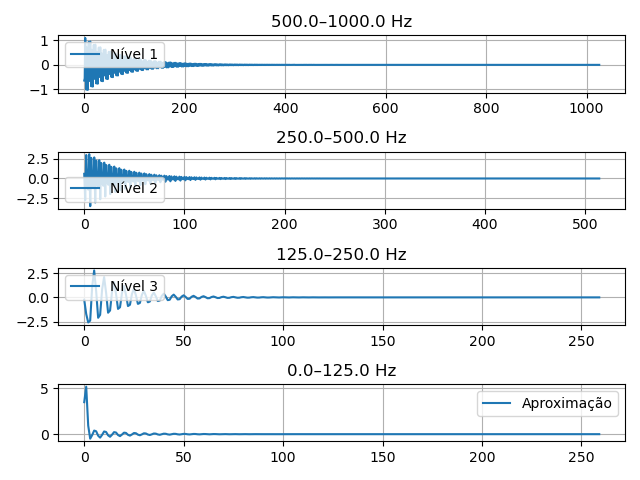 500.0–1000.0 Hz
1
0
−1
Nível 1
0 200 400 600 800 1000
250.0–500.0 Hz
2.5
0.0
−2.5
Nível 2
0 100 200 300 400 500
125.0–250.0 Hz
2.5
0.0
−2.5
Nível 3
0 50 100 150 200 250
0.0–125.0 Hz
5
0
Aproximação
0 50 100 150 200 250